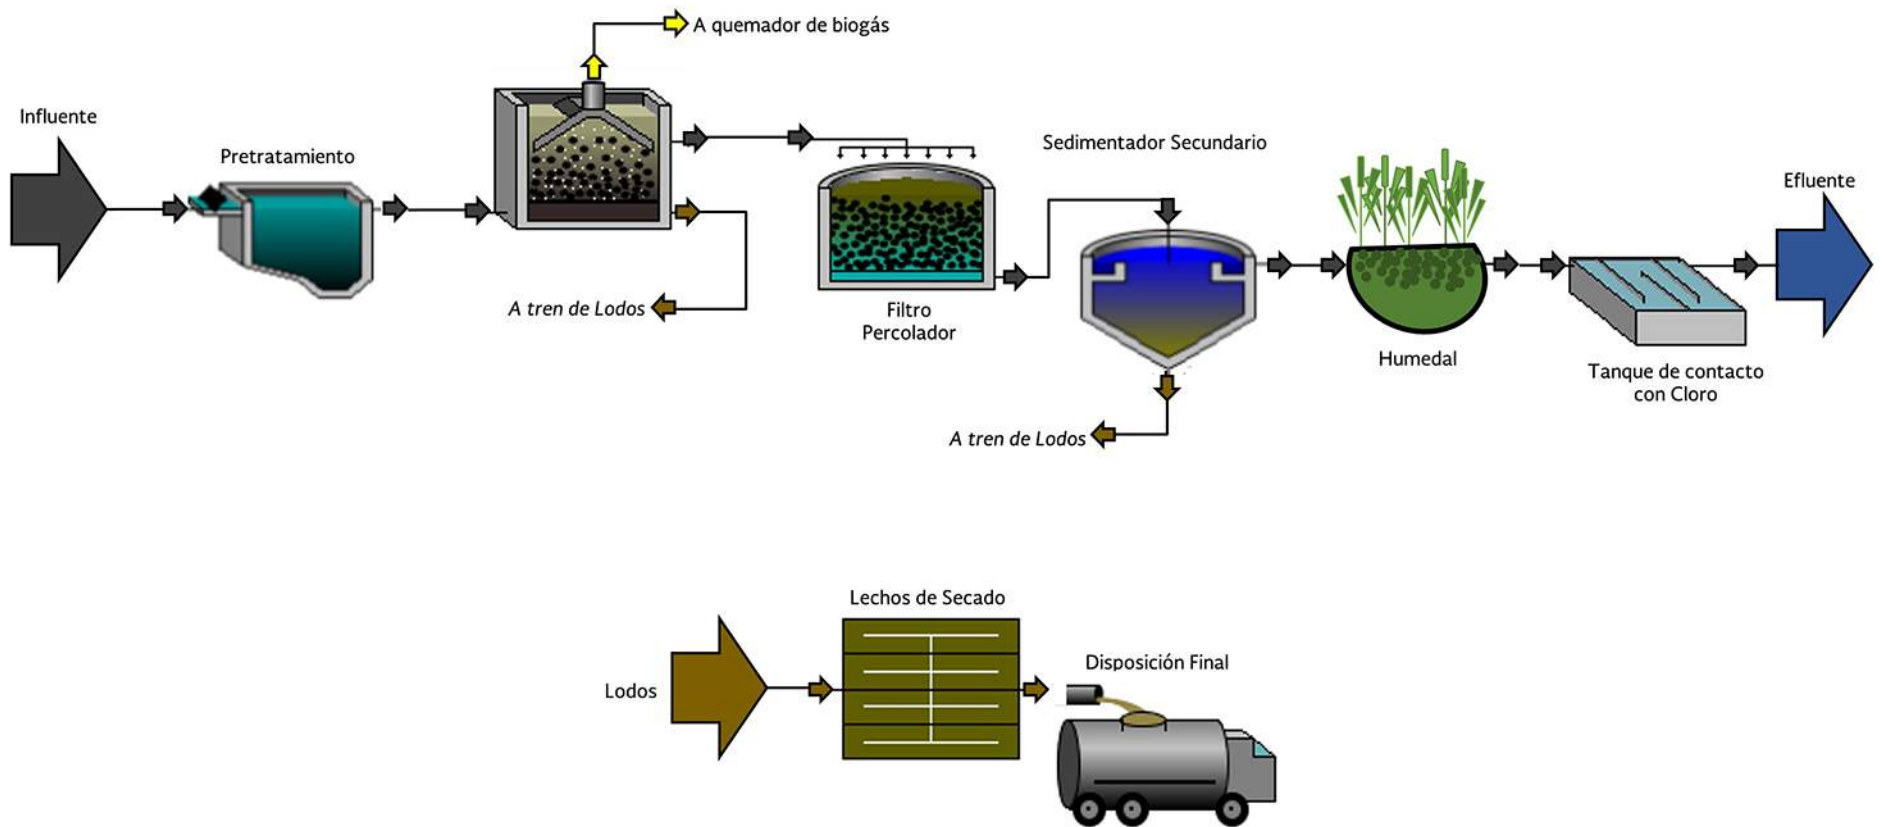 A quemador de biogás
Influente
Pretratamiento
Sedimentador Secundario
Efluente
A tren de Lodos
Filtro
Percolador
Humedal
Tanque de contacto
con Cloro
A tren de Lodos
Lechos de Secado
Disposición Final
Lodos